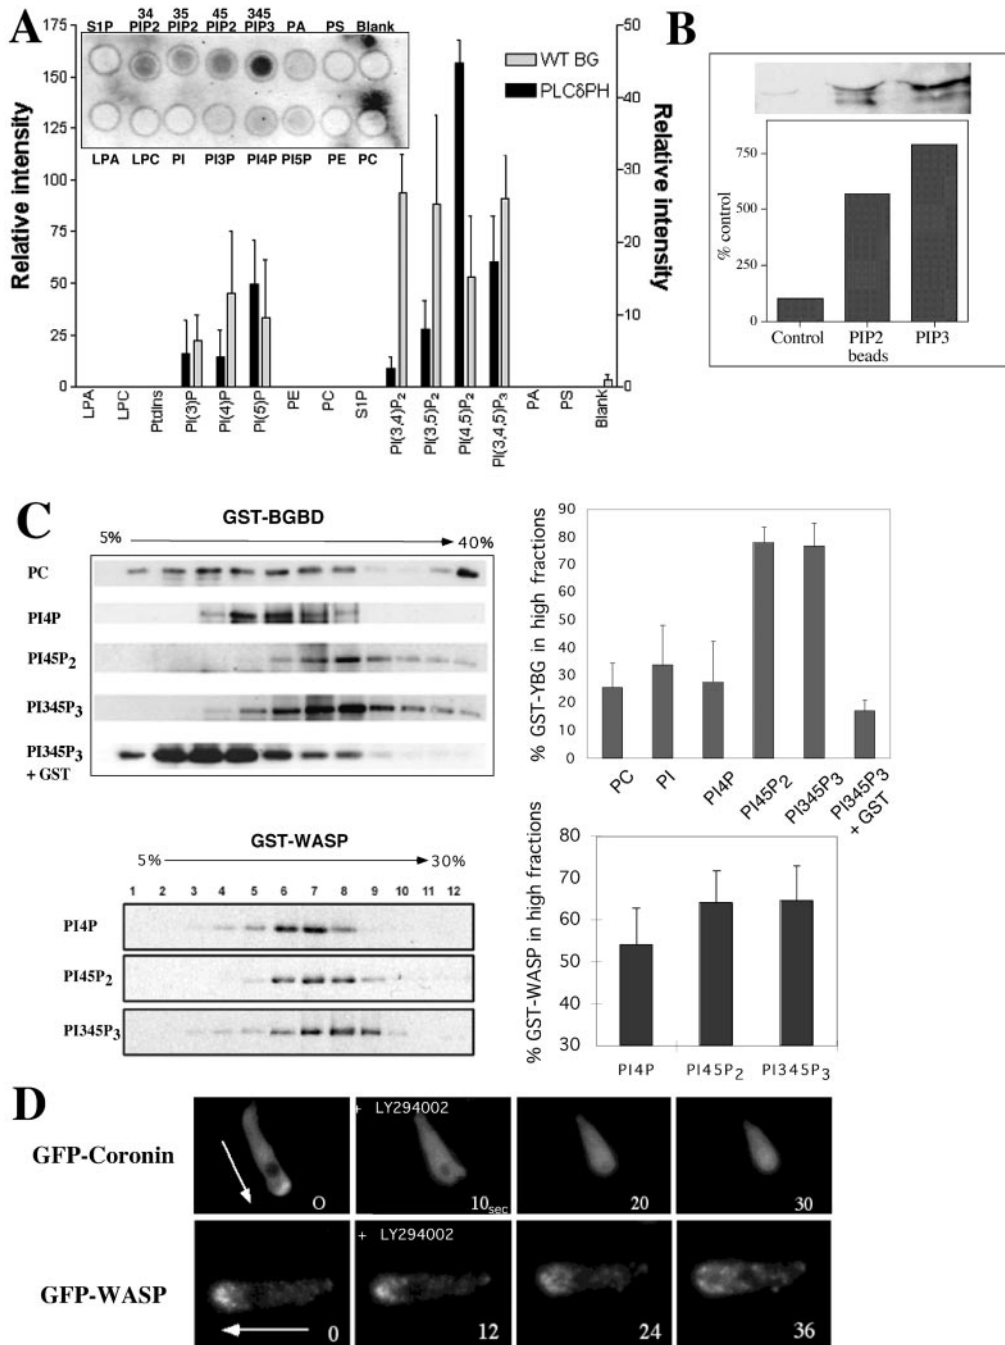 A
34 35 45 345
S1P PIP2 PIP2 PIP2 PIP3 PA PS Blank
LPA LPC PI PI3P PI4P PI5P PE PC
WT BG
PLCδPH
Relative intensity
175
150
125
100
75
50
25
0
50
40
30
20
10
0
Relative intensity
LPA
LPC
PtdIns
PI(3)P
PI(4)P
PI(5)P
PE
PC
S1P
PI(3,4)P2
PI(3,5)P2
PI(4,5)P2
PI(3,4,5)P3
PA
PS
Blank
B
% control
750
500
250
0
Control PIP2 PIP3
beads
C
GST-BGBD
5% 40%
PC
PI4P
PI45P2
PI345P3
PI345P3
+ GST
% GST-YBG in high fractions
90
80
70
60
50
40
30
20
10
0
PC
PI
PI4P
PI45P2
PI345P3
PI345P3
+ GST
GST-WASP
5% 30%
1 2 3 4 5 6 7 8 9 10 11 12
PI4P
PI45P2
PI345P3
% GST-WASP in high fractions
80
70
60
50
40
30
PI4P PI45P2 PI345P3
D
GFP-Coronin
+ LY294002
0 10sec 20 30
GFP-WASP
+ LY294002
0 12 24 36